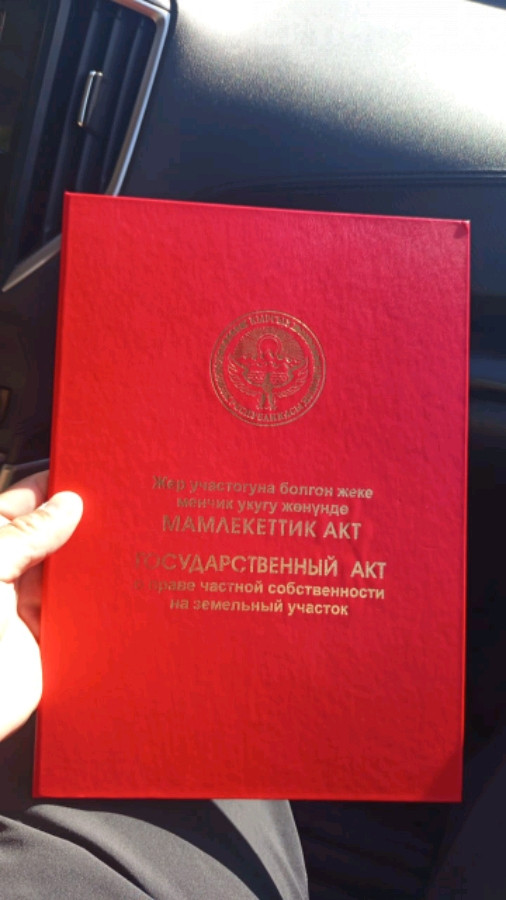 Жер участогуна болгон жеке
менчик укугу жөнүндө
МАМЛЕКЕТТИК АКТ
ГОСУДАРСТВЕННЫЙ АКТ
о праве частной собственности
на земельный участок